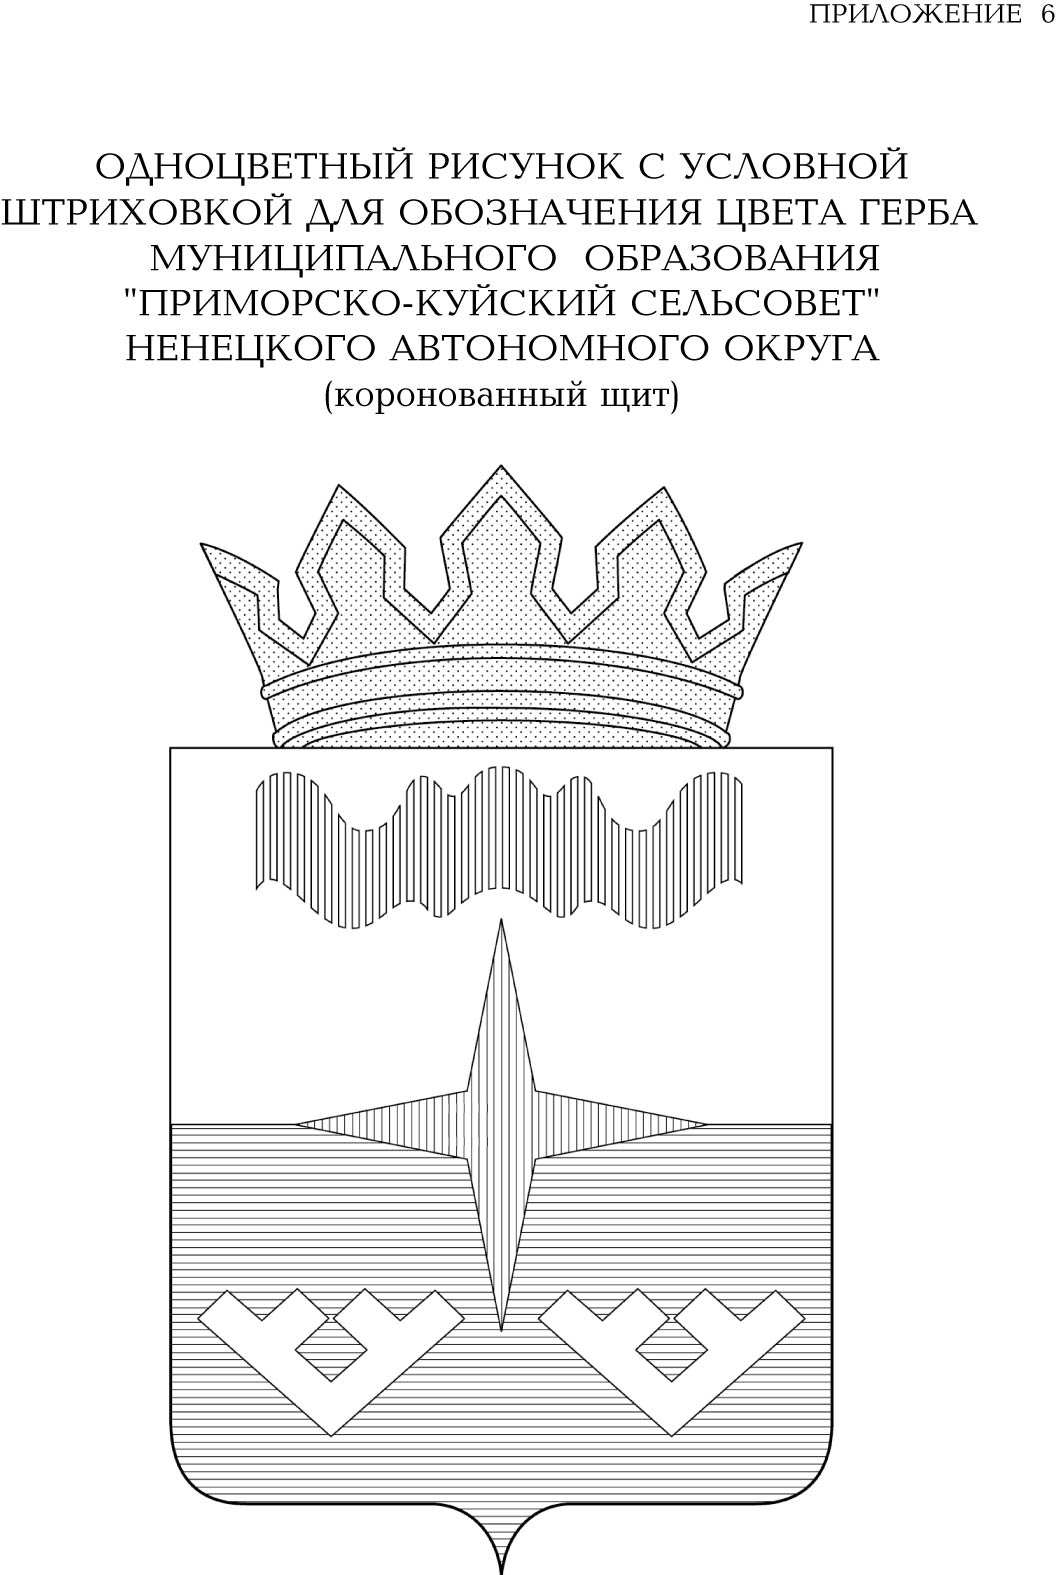 ПРИЛОЖЕНИЕ 6
ОДНОЦВЕТНЫЙ РИСУНОК С УСЛОВНОЙ
ШТРИХОВКОЙ ДЛЯ ОБОЗНАЧЕНИЯ ЦВЕТА ГЕРБА
МУНИЦИПАЛЬНОГО ОБРАЗОВАНИЯ
"ПРИМОРСКО-КУЙСКИЙ СЕЛЬСОВЕТ"
НЕНЕЦКОГО АВТОНОМНОГО ОКРУГА
(коронованный щит)